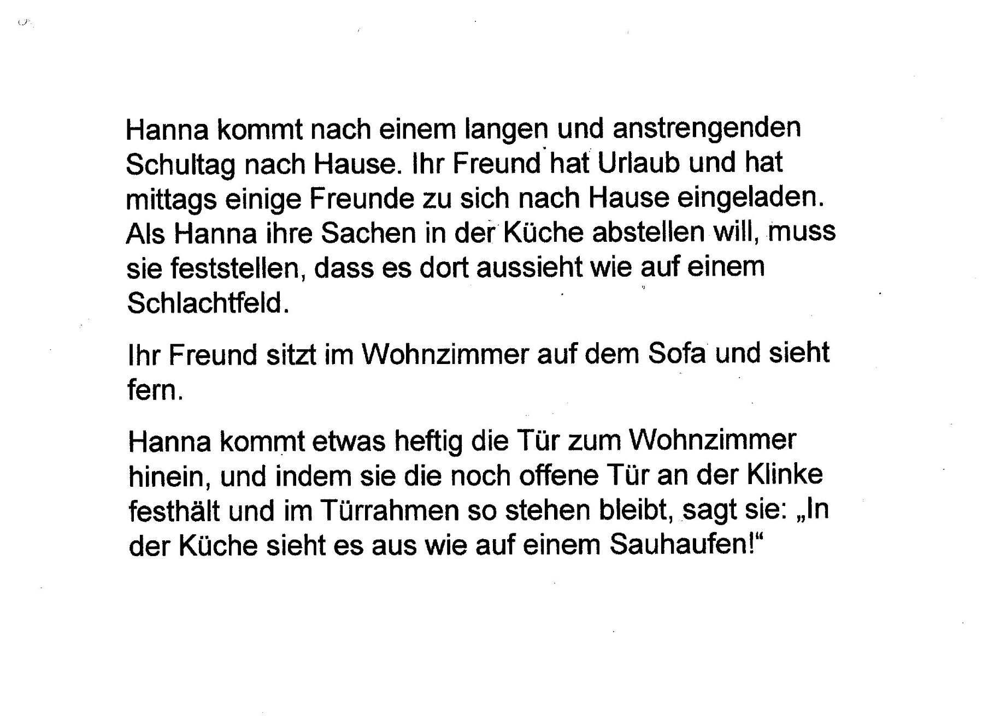 Hanna kommt nach einem langen und anstrengenden
Schultag nach Hause. Ihr Freund hat Urlaub und hat
mittags einige Freunde zu sich nach Hause eingeladen.
Als Hanna ihre Sachen in der Küche abstellen will, muss
sie feststellen, dass es dort aussieht wie auf einem
Schlachtfeld.
Ihr Freund sitzt im Wohnzimmer auf dem Sofa und sieht
fern.
Hanna kommt etwas heftig die Tür zum Wohnzimmer
hinein, und indem sie die noch offene Tür an der Klinke
festhält und im Türrahmen so stehen bleibt, sagt sie: „In
der Küche sieht es aus wie auf einem Sauhaufen!“